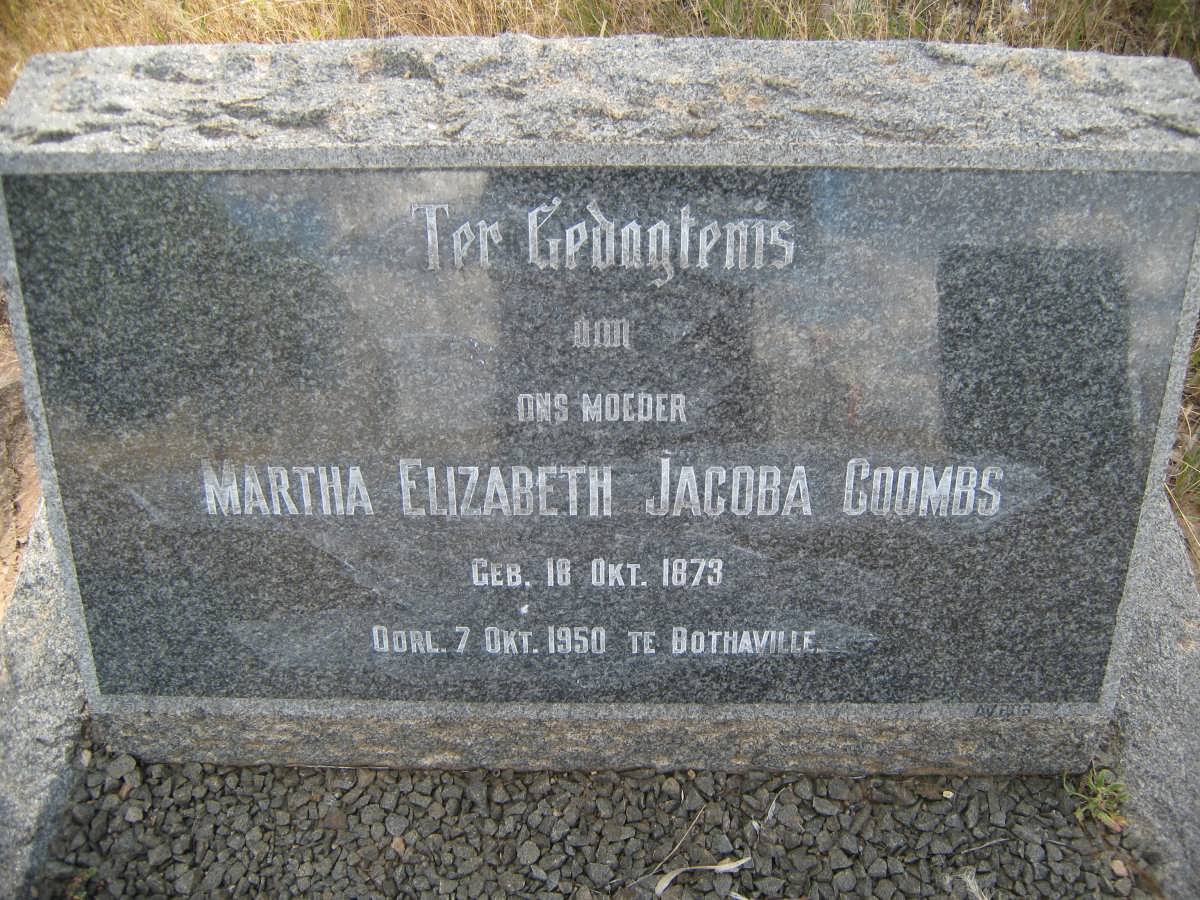 Ter Gedagtenis
aan
ONS MOEDER
MARTHA ELIZABETH JACOBA COOMBS
GEB. 18 OKT. 1873
OORL. 7 OKT. 1950 TE BOTHAVILLE.